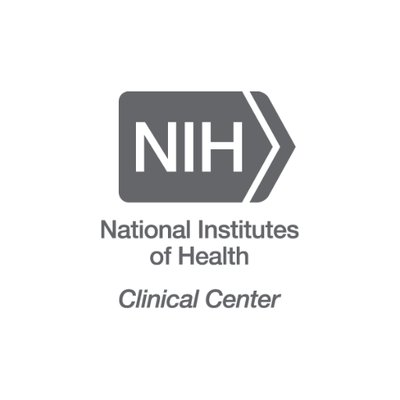 NIH
National Institutes
of Health
Clinical Center